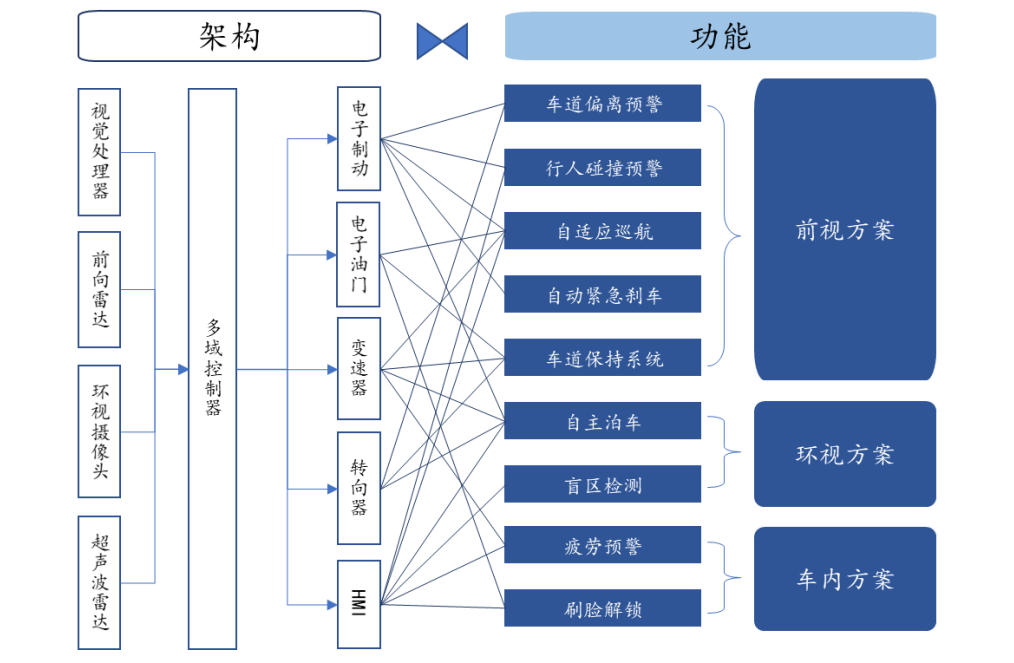 架构
功能
视觉处理器
前向雷达
环视摄像头
超声波雷达
多域控制器
电子制动
电子油门
变速器
转向器
HMI
车道偏离预警
行人碰撞预警
自适应巡航
自动紧急刹车
车道保持系统
自主泊车
盲区检测
疲劳预警
刷脸解锁
前视方案
环视方案
车内方案